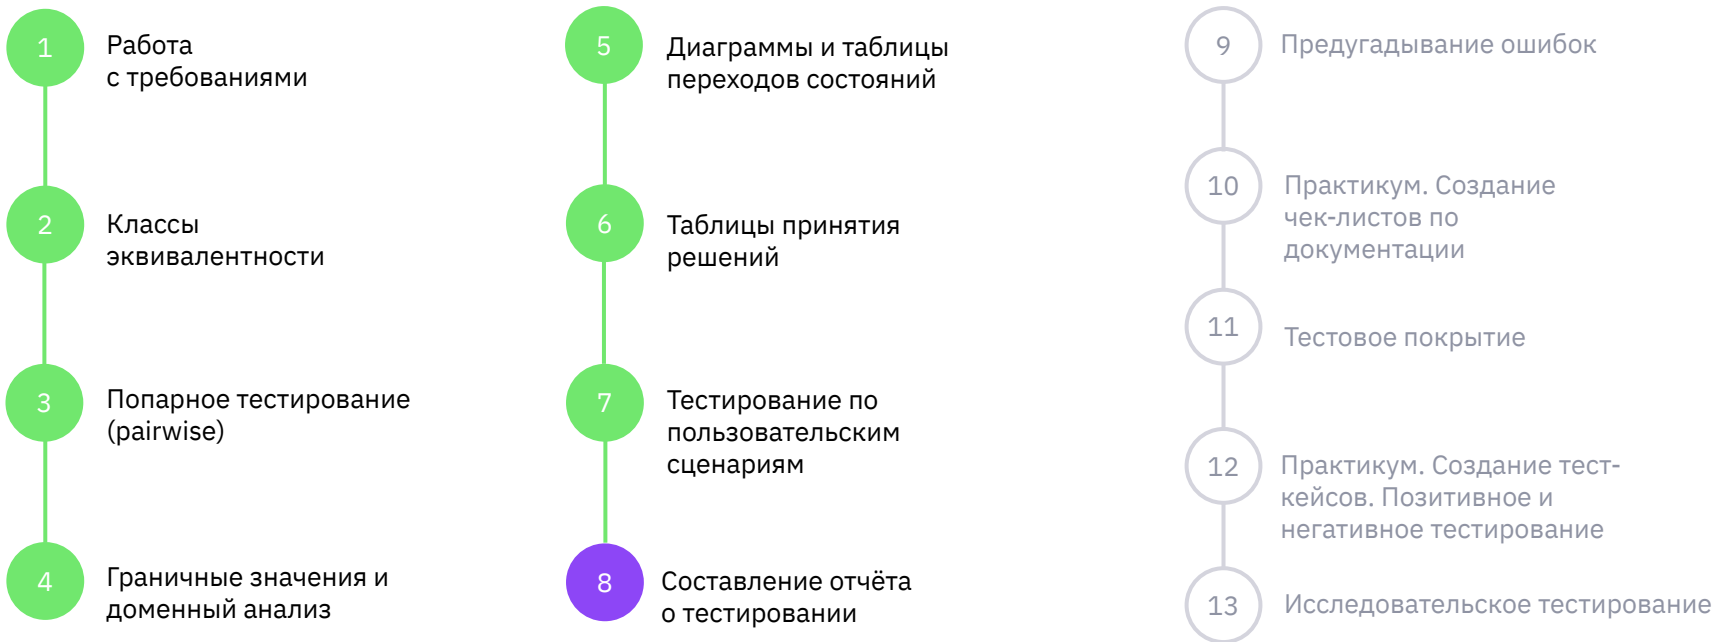 1
Работа
с требованиями
2
Классы
эквивалентности
3
Попарное тестирование
(pairwise)
4
Граничные значения и
доменный анализ
5
Диаграммы и таблицы
переходов состояний
6
Таблицы принятия
решений
7
Тестирование по
пользовательским
сценариям
8
Составление отчёта
о тестировании
9
Предугадывание ошибок
10
Практикум. Создание
чек-листов по
документации
11
Тестовое покрытие
12
Практикум. Создание тест-
кейсов. Позитивное и
негативное тестирование
13
Исследовательское тестирование